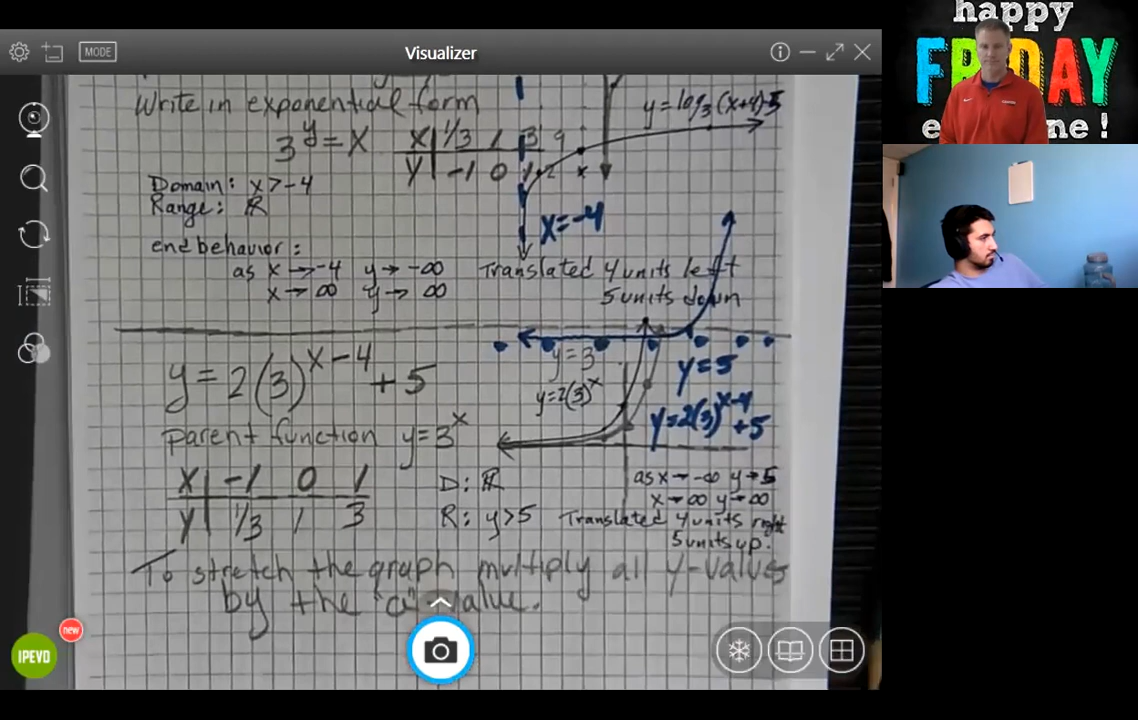 MODE
Visualizer
happy
FRIDAY
Write in exponential form
y=log₃(x+4)-5
3^y = x
X | 1/3 1 3 9
Y | -1 0 1 2
Domain: x>-4
Range: ℝ
x=-4
end behavior:
as x→-4 y→-∞
x→∞ y→∞
Translated 4 units left
5 units down
y=2(3)^(x-4)+5
y=3
y=5
y=2(3)^x
y=2(3)^(x-4)+5
parent function y=3^x
X | -1 0 1
Y | 1/3 1 3
D: ℝ
R: y>5
as x→-∞ y→5
x→∞ y→∞
Translated 4 units right
5 units up.
To stretch the graph multiply all y-values
by the "a" value.
new
IPEVO